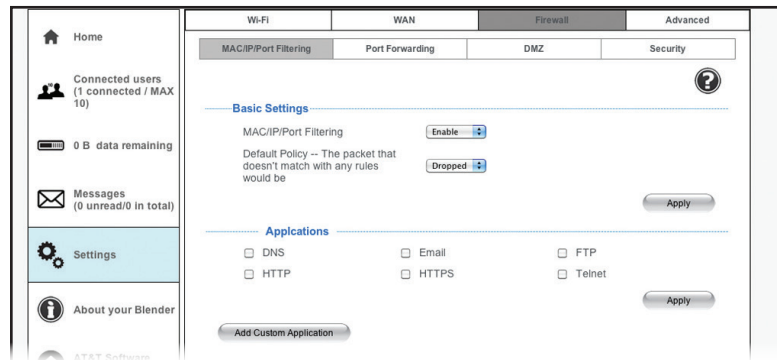 Wi-Fi WAN Firewall Advanced
Home
MAC/IP/Port Filtering Port Forwarding DMZ Security
Connected users
(1 connected / MAX
10)
?
Basic Settings
MAC/IP/Port Filtering Enable
0 B data remaining
Default Policy -- The packet that
doesn't match with any rules
would be
Dropped
Messages
(0 unread/0 in total)
Apply
Applcations
Settings
DNS Email FTP
HTTP HTTPS Telnet
About your Blender
Apply
Add Custom Application
AT&T Software